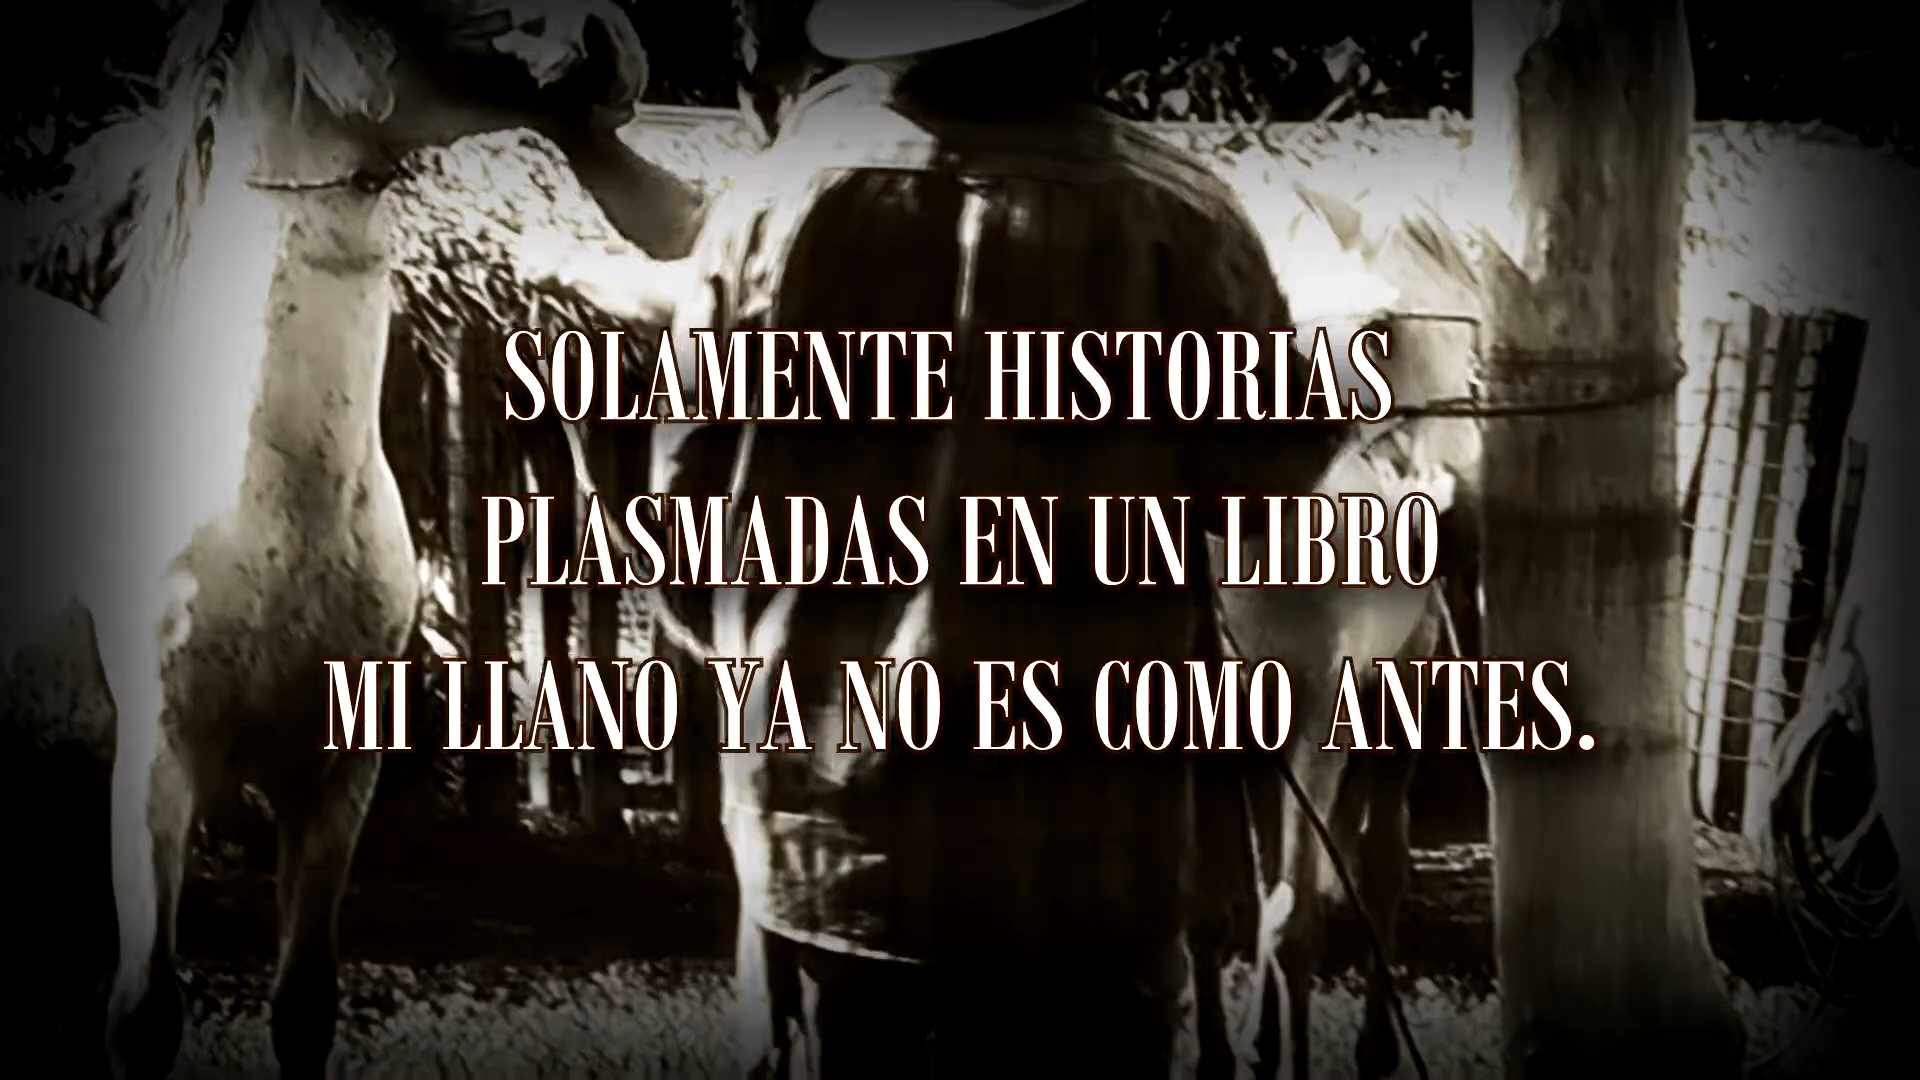 SOLAMENTE HISTORIAS
PLASMADAS EN UN LIBRO
MI LLANO YA NO ES COMO ANTES.